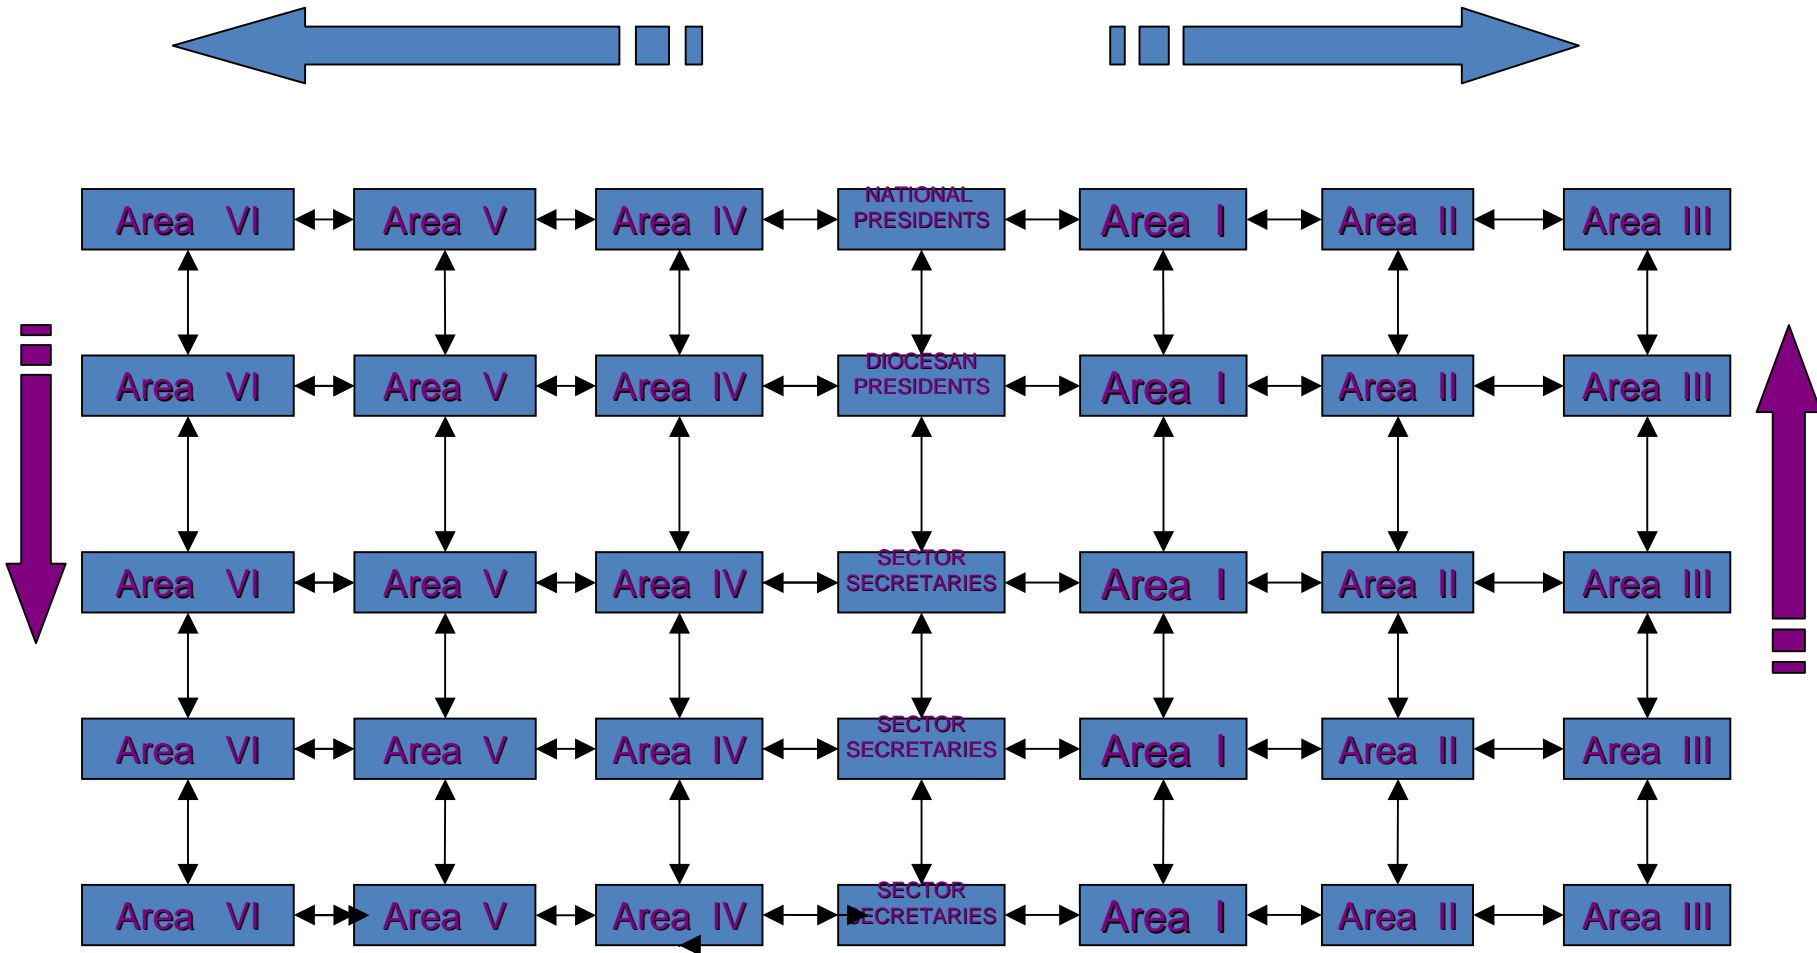 Area VI
Area V
Area IV
NATIONAL
PRESIDENTS
Area I
Area II
Area III
Area VI
Area V
Area IV
DIOCESAN
PRESIDENTS
Area I
Area II
Area III
Area VI
Area V
Area IV
SECTOR
SECRETARIES
Area I
Area II
Area III
Area VI
Area V
Area IV
SECTOR
SECRETARIES
Area I
Area II
Area III
Area VI
Area V
Area IV
SECTOR
SECRETARIES
Area I
Area II
Area III